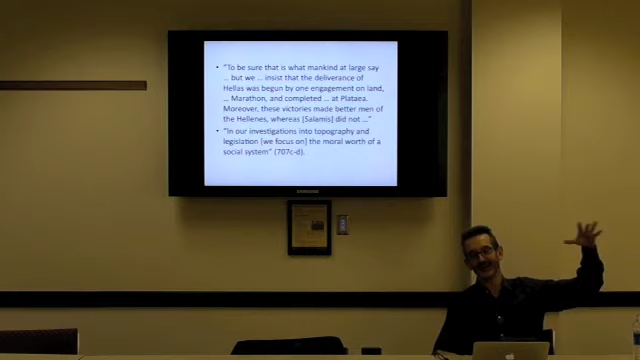 • "To be sure that is what mankind at large say
… but we … insist that the deliverance of
Hellas was begun by one engagement on land,
… Marathon, and completed … at Plataea.
Moreover, these victories made better men of
the Hellenes, whereas [Salamis] did not …"
• "In our investigations into topography and
legislation [we focus on] the moral worth of a
social system" (707c-d).
SAMSUNG